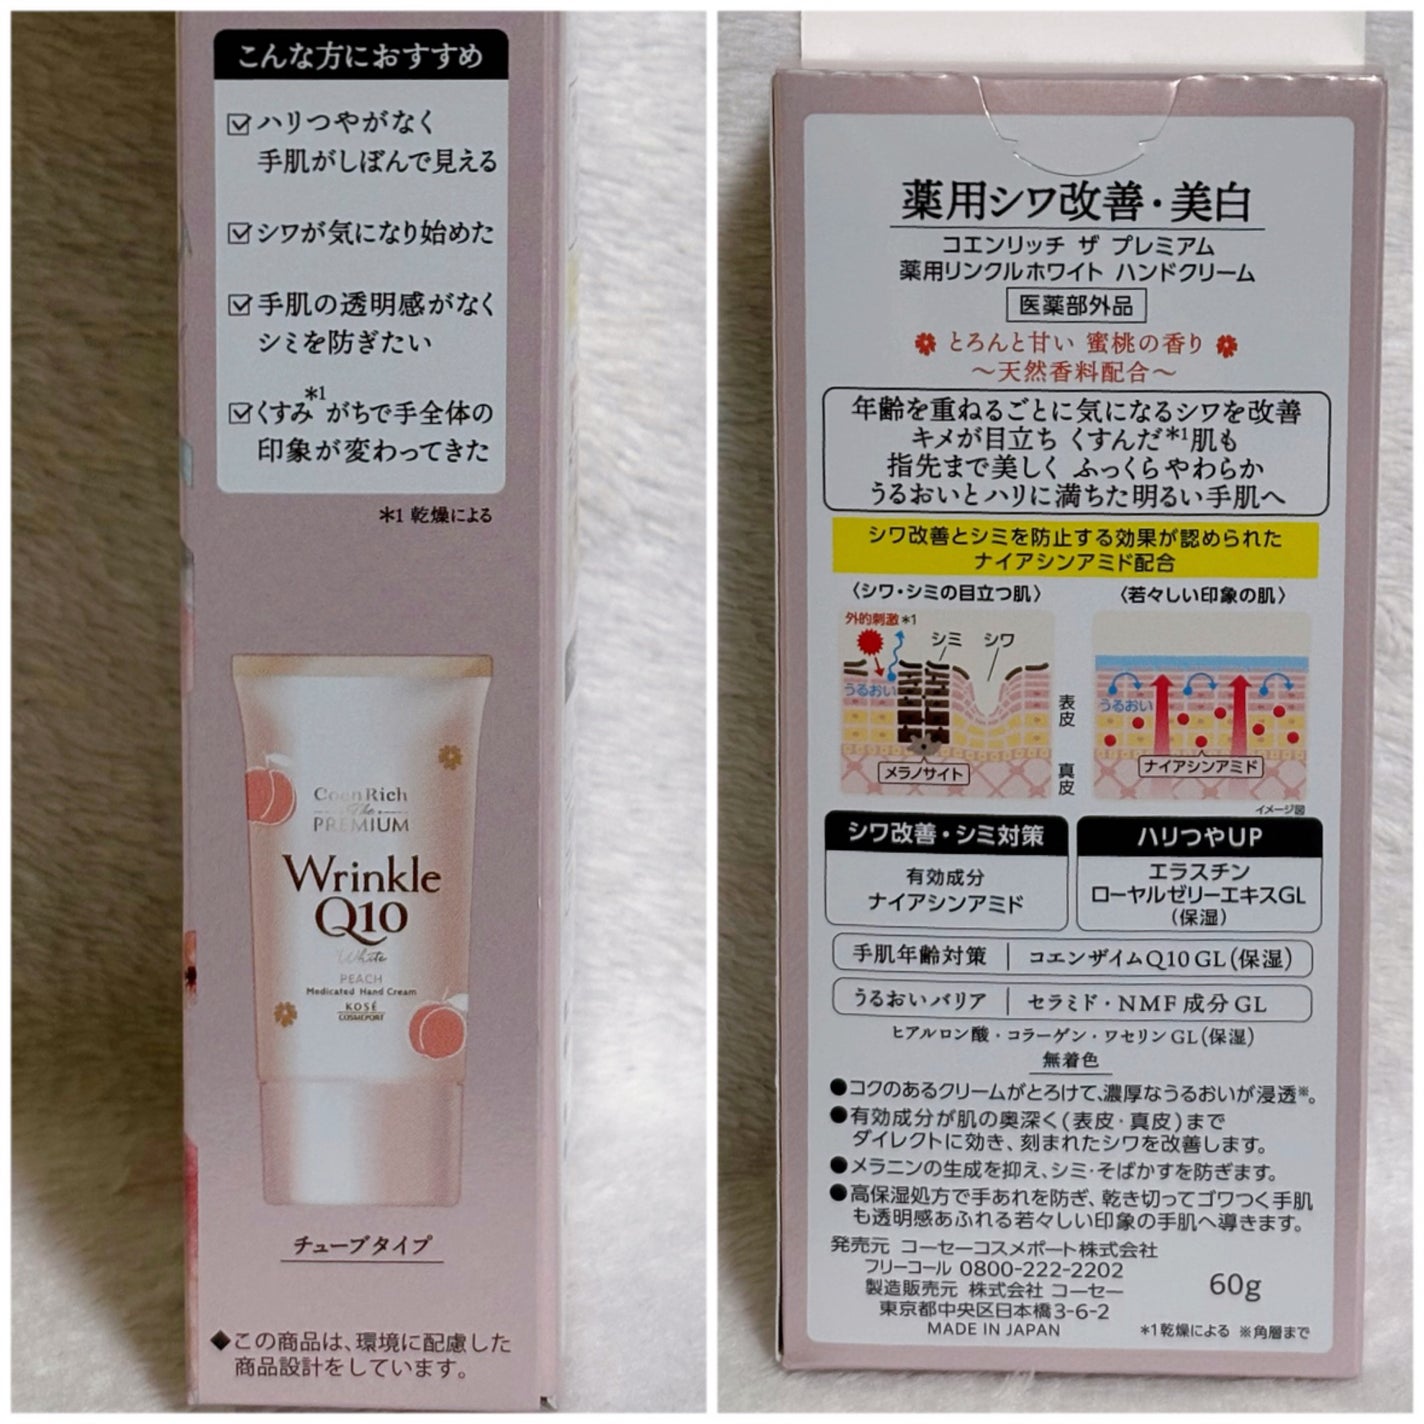 こんな方におすすめ
ハリつやがなく
手肌がしぼんで見える
シワが気になり始めた
手肌の透明感がなく
シミを防ぎたい
くすみ*1がちで手全体の
印象が変わってきた
*1 乾燥による
CoenRich
The
PREMIUM
Wrinkle
Q10
White
PEACH
Medicated Hand Cream
KOSÉ
COSMEPORT
チューブタイプ
◆この商品は、環境に配慮した
商品設計をしています。
薬用シワ改善・美白
コエンリッチ ザ プレミアム
薬用リンクルホワイト ハンドクリーム
医薬部外品
とろんと甘い 蜜桃の香り
〜天然香料配合〜
年齢を重ねるごとに気になるシワを改善
キメが目立ち くすんだ*1肌も
指先まで美しく ふっくらやわらか
うるおいとハリに満ちた明るい手肌へ
シワ改善とシミを防止する効果が認められた
ナイアシンアミド配合
〈シワ・シミの目立つ肌〉
〈若々しい印象の肌〉
外的刺激*1
シミ シワ
うるおい
メラノサイト
表皮
真皮
うるおい
ナイアシンアミド
イメージ図
シワ改善・シミ対策
有効成分
ナイアシンアミド
ハリつやUP
エラスチン
ローヤルゼリーエキスGL
(保湿)
手肌年齢対策 | コエンザイムQ10 GL(保湿)
うるおいバリア | セラミド・NMF成分GL
ヒアルロン酸・コラーゲン・ワセリンGL(保湿)
無着色
●コクのあるクリームがとろけて、濃厚なうるおいが浸透※。
●有効成分が肌の奥深く(表皮・真皮)まで
ダイレクトに効き、刻まれたシワを改善します。
●メラニンの生成を抑え、シミ・そばかすを防ぎます。
●高保湿処方で手あれを防ぎ、乾き切ってゴワつく手肌
も透明感あふれる若々しい印象の手肌へ導きます。
発売元 コーセーコスメポート株式会社
フリーコール 0800-222-2202
製造販売元 株式会社 コーセー
東京都中央区日本橋3-6-2
MADE IN JAPAN
60g
*1乾燥による ※角層まで